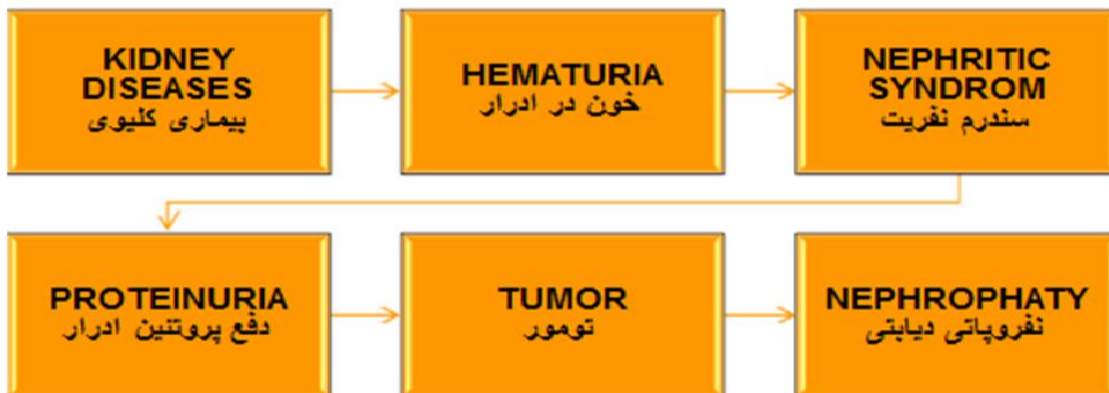 KIDNEY
DISEASES
بیماری کلیوی
HEMATURIA
خون در ادرار
NEPHRITIC
SYNDROM
سندرم نفریت
PROTEINURIA
دفع پروتئین ادرار
TUMOR
تومور
NEPHROPHATY
نفروپاتی دیابتی